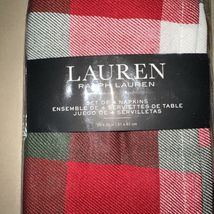 LAUREN
RALPH LAUREN
SET OF 4 NAPKINS
ENSEMBLE DE 4 SERVIETTES DE TABLE
JUEGO DE 4 SERVILLETAS